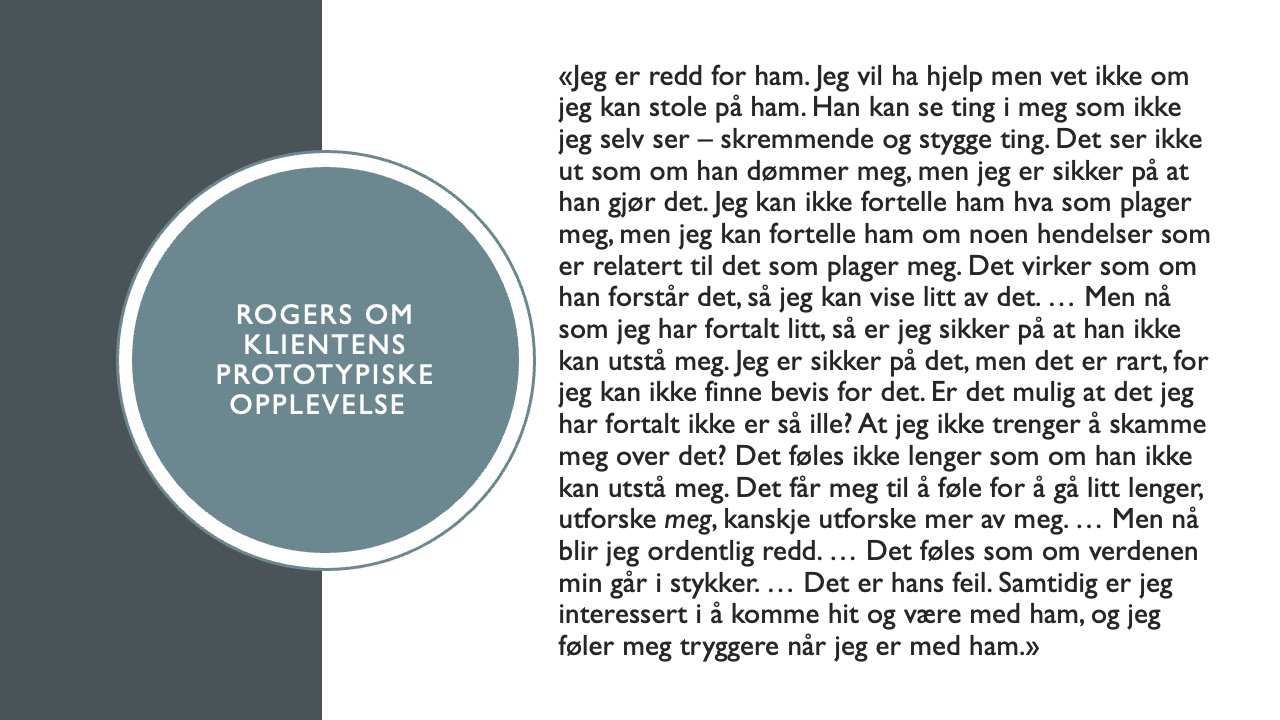 ROGERS OM
KLIENTENS
PROTOTYPISKE
OPPLEVELSE
«Jeg er redd for ham. Jeg vil ha hjelp men vet ikke om
jeg kan stole på ham. Han kan se ting i meg som ikke
jeg selv ser – skremmende og stygge ting. Det ser ikke
ut som om han dømmer meg, men jeg er sikker på at
han gjør det. Jeg kan ikke fortelle ham hva som plager
meg, men jeg kan fortelle ham om noen hendelser som
er relatert til det som plager meg. Det virker som om
han forstår det, så jeg kan vise litt av det. … Men nå
som jeg har fortalt litt, så er jeg sikker på at han ikke
kan utstå meg. Jeg er sikker på det, men det er rart, for
jeg kan ikke finne bevis for det. Er det mulig at det jeg
har fortalt ikke er så ille? At jeg ikke trenger å skamme
meg over det? Det føles ikke lenger som om han ikke
kan utstå meg. Det får meg til å føle for å gå litt lenger,
utforske meg, kanskje utforske mer av meg. … Men nå
blir jeg ordentlig redd. … Det føles som om verdenen
min går i stykker. … Det er hans feil. Samtidig er jeg
interessert i å komme hit og være med ham, og jeg
føler meg tryggere når jeg er med ham.»